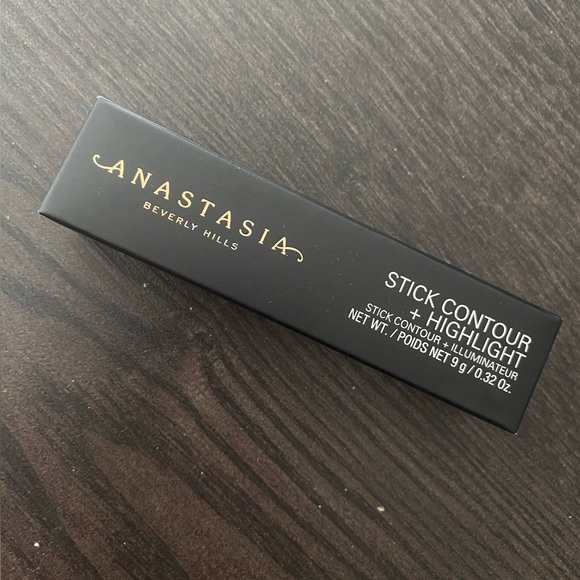 ANASTASIA
BEVERLY HILLS
STICK CONTOUR
+ HIGHLIGHT
STICK CONTOUR + ILLUMINATEUR
NET WT. / POIDS NET 9 g / 0.32 Oz.